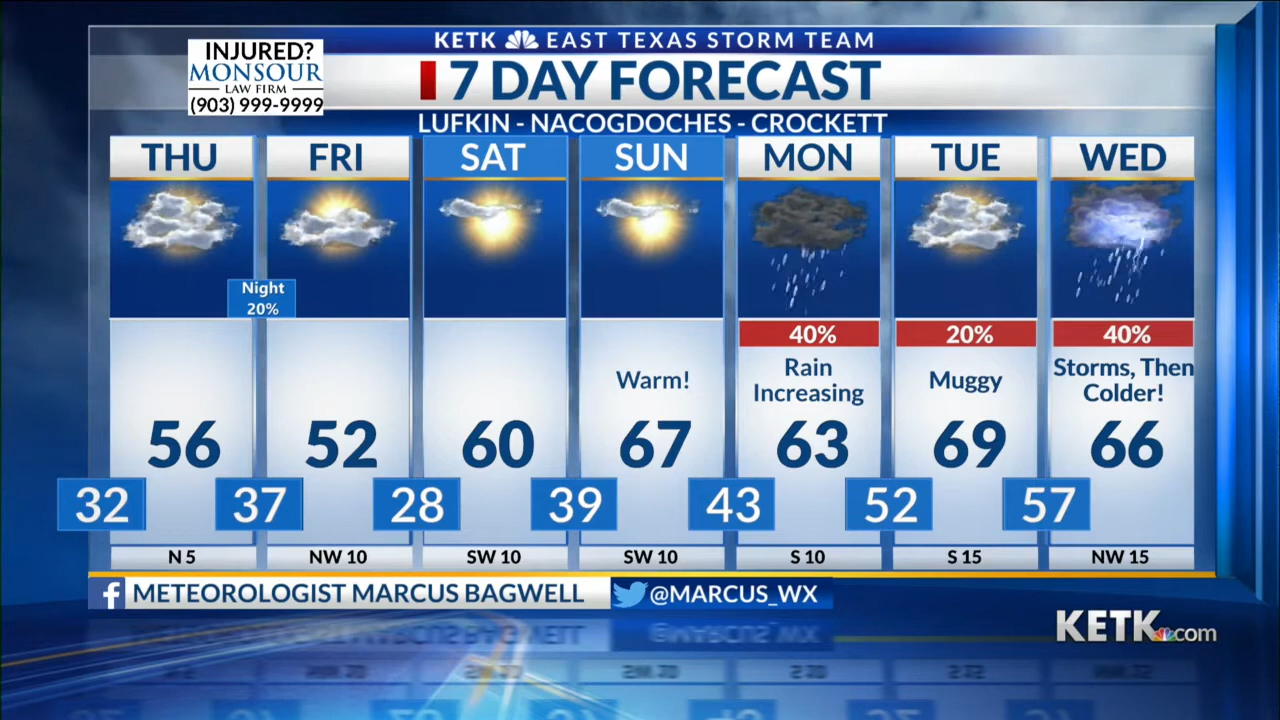 KETK EAST TEXAS STORM TEAM
INJURED?
MONSOUR
LAW FIRM
(903) 999-9999
7 DAY FORECAST
LUFKIN - NACOGDOCHES - CROCKETT
THU FRI SAT SUN MON TUE WED
Night
20%
40% 20% 40%
Warm!
Rain
Increasing
Muggy
Storms, Then
Colder!
56 52 60 67 63 69 66
32 37 28 39 43 52 57
N 5 NW 10 SW 10 SW 10 S 10 S 15 NW 15
f METEOROLOGIST MARCUS BAGWELL @MARCUS_WX
KETK.com